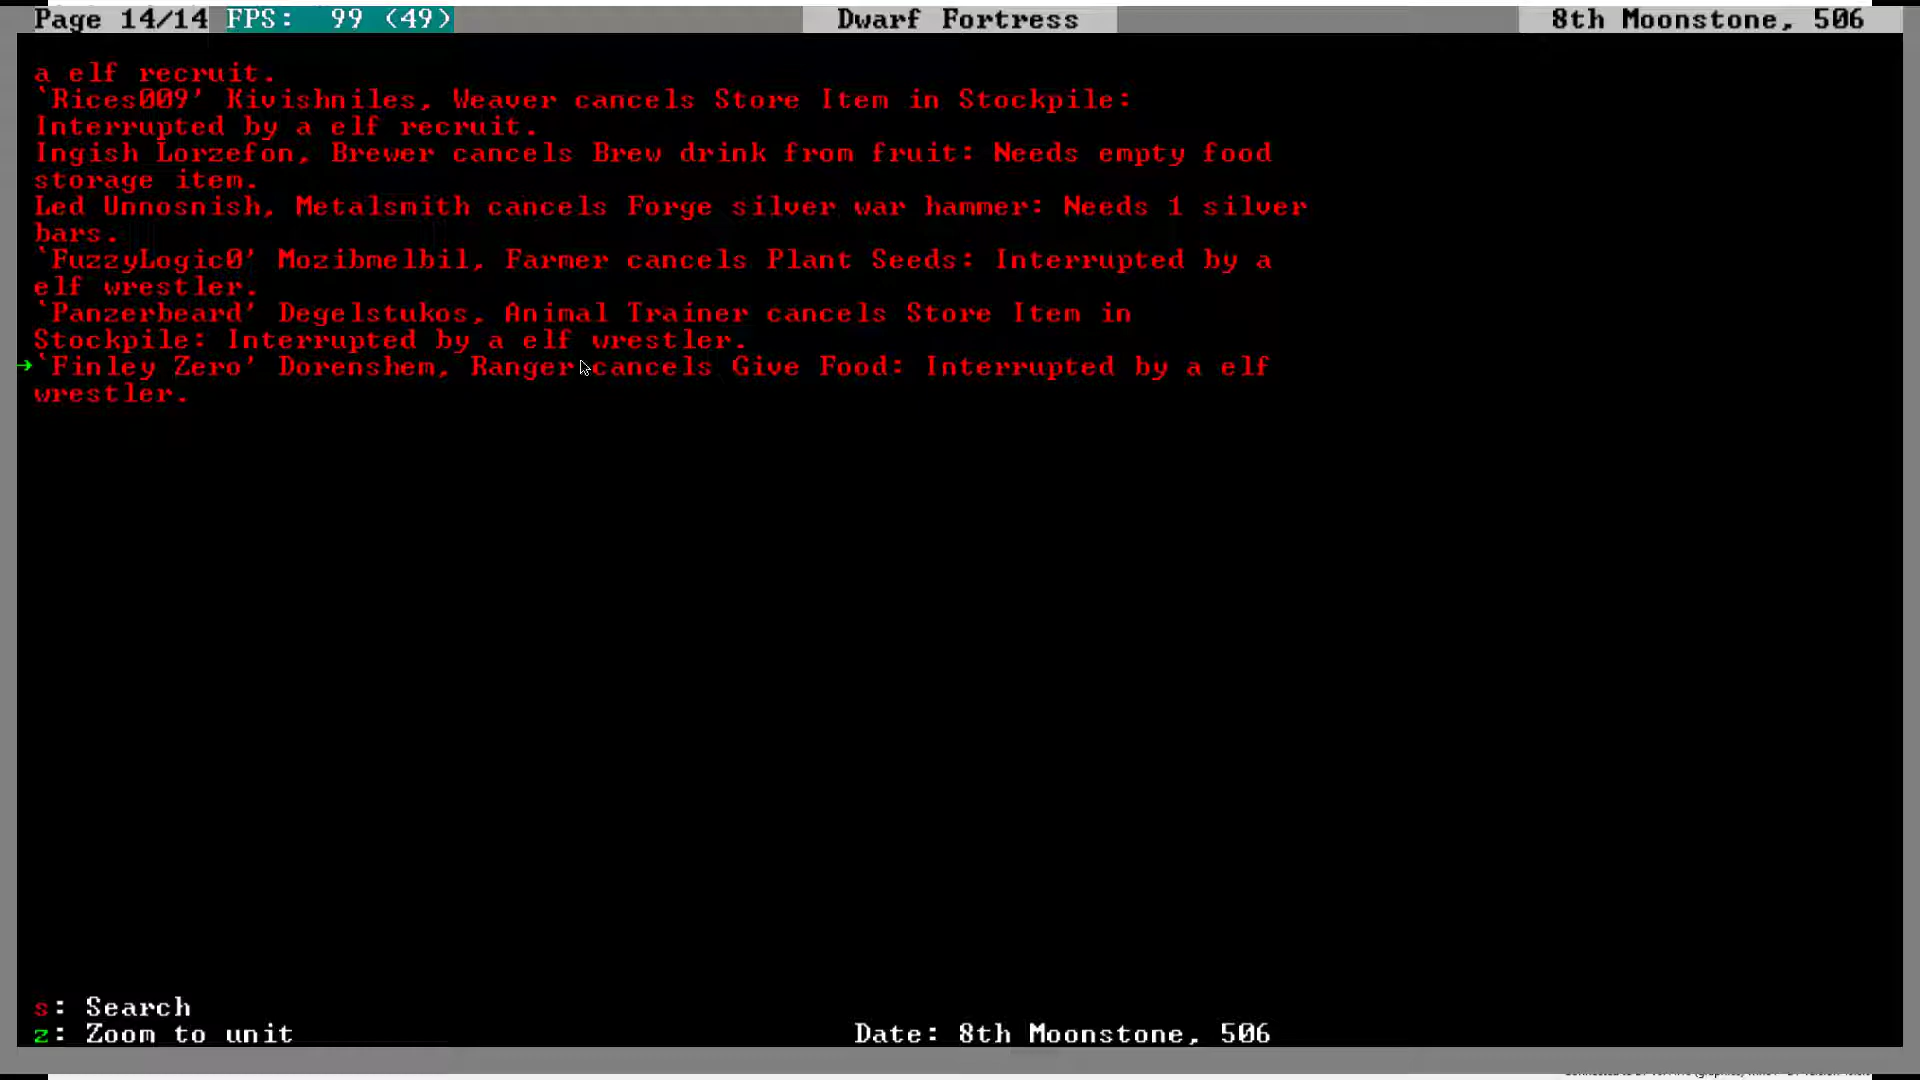 Page 14/14 FPS: 99 (49) Dwarf Fortress 8th Moonstone, 506
a elf recruit.
`Rices009' Kivishniles, Weaver cancels Store Item in Stockpile:
Interrupted by a elf recruit.
Ingish Lorzefon, Brewer cancels Brew drink from fruit: Needs empty food
storage item.
Led Unnosnish, Metalsmith cancels Forge silver war hammer: Needs 1 silver
bars.
`FuzzyLogic0' Mozibmelbil, Farmer cancels Plant Seeds: Interrupted by a
elf wrestler.
`Panzerbeard' Degelstukos, Animal Trainer cancels Store Item in
Stockpile: Interrupted by a elf wrestler.
→`Finley Zero' Dorenshem, Ranger cancels Give Food: Interrupted by a elf
wrestler.
s: Search
z: Zoom to unit Date: 8th Moonstone, 506